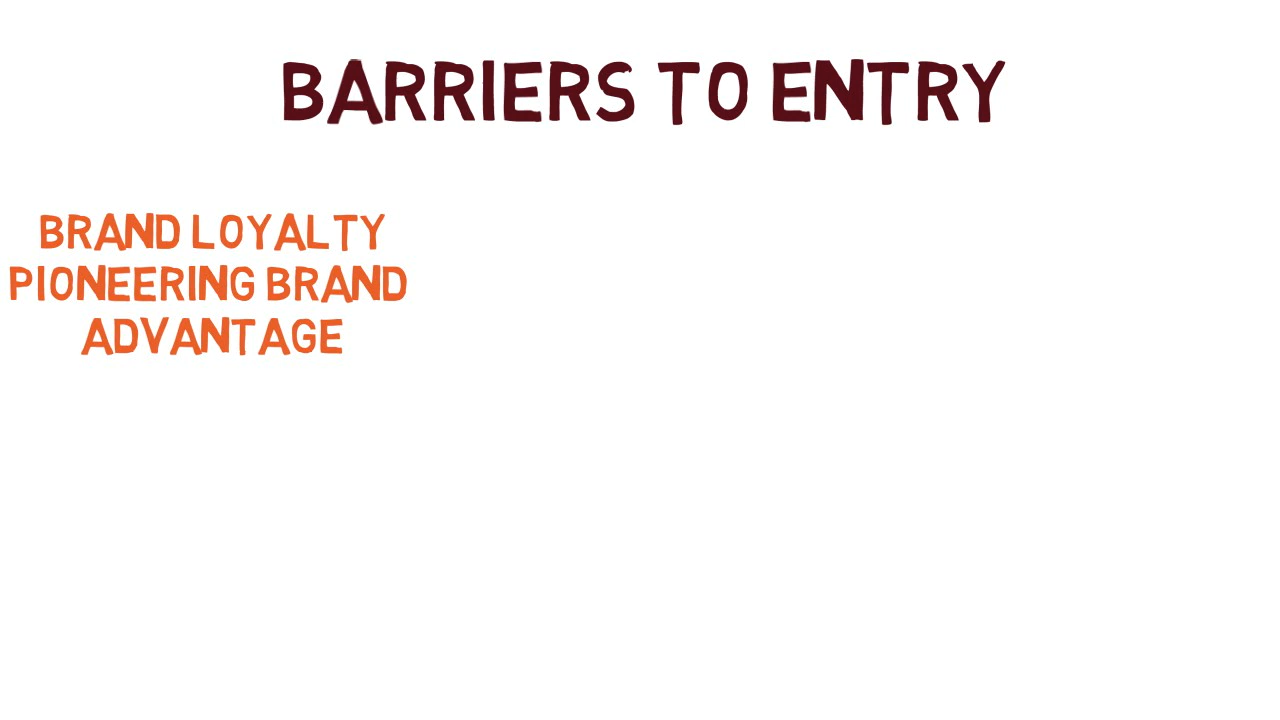 BARRIERS TO ENTRY
BRAND LOYALTY
PIONEERING BRAND
ADVANTAGE